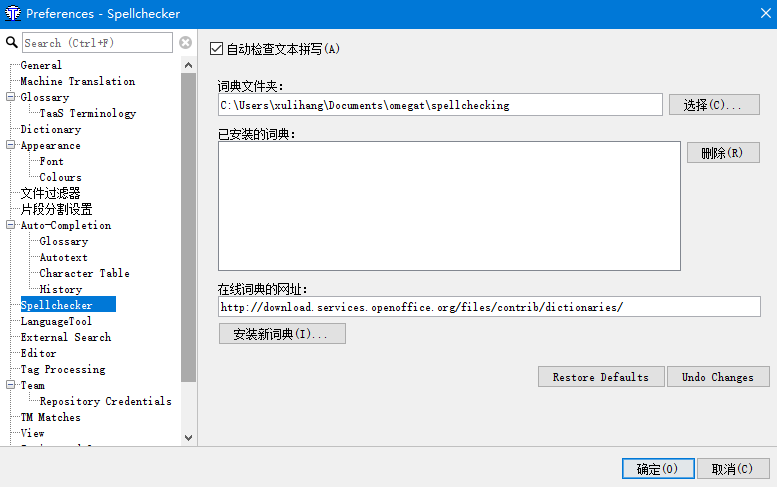 Preferences - Spellchecker
Search (Ctrl+F)
General
Machine Translation
Glossary
TaaS Terminology
Dictionary
Appearance
Font
Colours
文件过滤器
片段分割设置
Auto-Completion
Glossary
Autotext
Character Table
History
Spellchecker
LanguageTool
External Search
Editor
Tag Processing
Team
Repository Credentials
TM Matches
View
自动检查文本拼写(A)
词典文件夹:
C:\Users\xulihang\Documents\omegat\spellchecking
选择(C)...
已安装的词典:
删除(R)
在线词典的网址:
http://download.services.openoffice.org/files/contrib/dictionaries/
安装新词典(I)...
Restore Defaults
Undo Changes
确定(O)
取消(C)